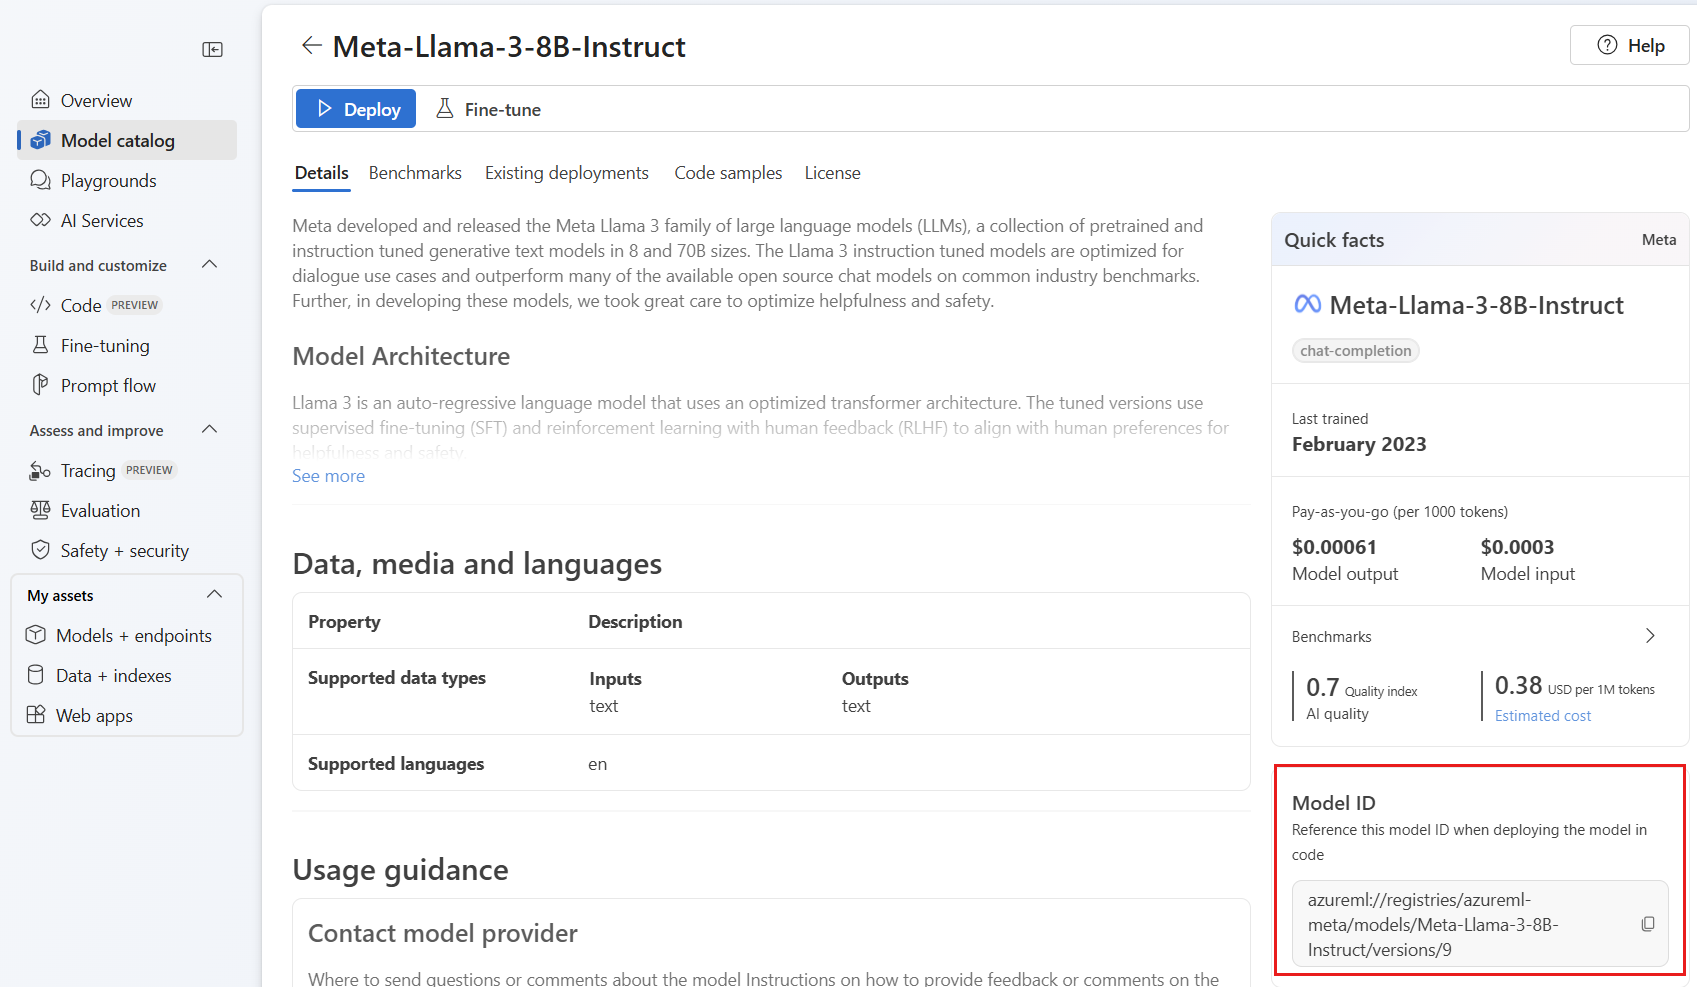 Overview
Model catalog
Playgrounds
AI Services
Build and customize
Code PREVIEW
Fine-tuning
Prompt flow
Assess and improve
Tracing PREVIEW
Evaluation
Safety + security
My assets
Models + endpoints
Data + indexes
Web apps
Meta-Llama-3-8B-Instruct
Help
Deploy Fine-tune
Details Benchmarks Existing deployments Code samples License
Meta developed and released the Meta Llama 3 family of large language models (LLMs), a collection of pretrained and
instruction tuned generative text models in 8 and 70B sizes. The Llama 3 instruction tuned models are optimized for
dialogue use cases and outperform many of the available open source chat models on common industry benchmarks.
Further, in developing these models, we took great care to optimize helpfulness and safety.
Model Architecture
Llama 3 is an auto-regressive language model that uses an optimized transformer architecture. The tuned versions use
supervised fine-tuning (SFT) and reinforcement learning with human feedback (RLHF) to align with human preferences for
helpfulness and safety.
See more
Data, media and languages
Property Description
Supported data types Inputs Outputs
text text
Supported languages en
Usage guidance
Contact model provider
Where to send questions or comments about the model Instructions on how to provide feedback or comments on the
Quick facts Meta
Meta-Llama-3-8B-Instruct
chat-completion
Last trained
February 2023
Pay-as-you-go (per 1000 tokens)
$0.00061 $0.0003
Model output Model input
Benchmarks
0.7 Quality index 0.38 USD per 1M tokens
AI quality Estimated cost
Model ID
Reference this model ID when deploying the model in
code
azureml://registries/azureml-
meta/models/Meta-Llama-3-8B-
Instruct/versions/9